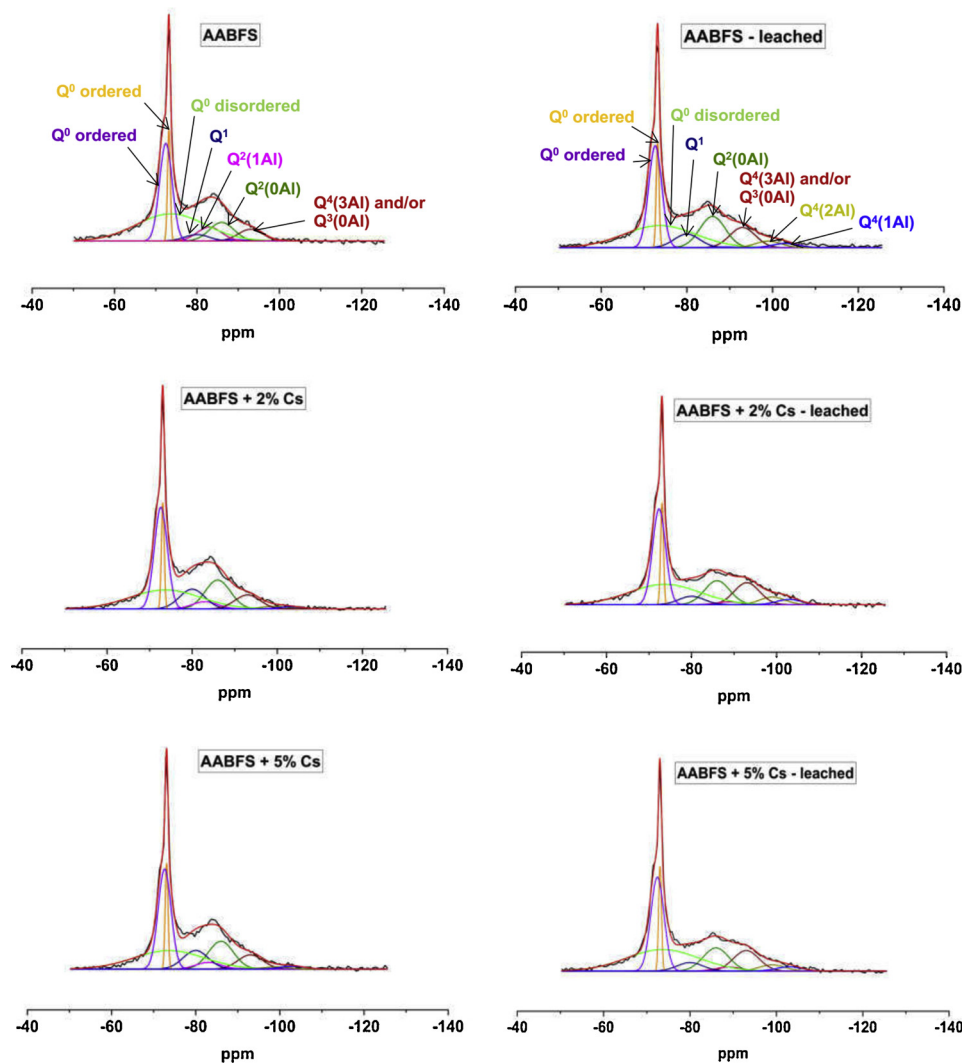 AABFS
Q⁰ ordered
Q⁰ disordered
Q⁰ ordered
Q¹
Q²(1Al)
Q²(0Al)
Q⁴(3Al) and/or
Q³(0Al)
-40 -60 -80 -100 -120 -140
ppm
AABFS - leached
Q⁰ ordered
Q⁰ disordered
Q⁰ ordered
Q¹
Q²(0Al)
Q⁴(3Al) and/or
Q³(0Al)
Q⁴(2Al)
Q⁴(1Al)
-40 -60 -80 -100 -120 -140
ppm
AABFS + 2% Cs
-40 -60 -80 -100 -120 -140
ppm
AABFS + 2% Cs - leached
-40 -60 -80 -100 -120 -140
ppm
AABFS + 5% Cs
-40 -60 -80 -100 -120 -140
ppm
AABFS + 5% Cs - leached
-40 -60 -80 -100 -120 -140
ppm